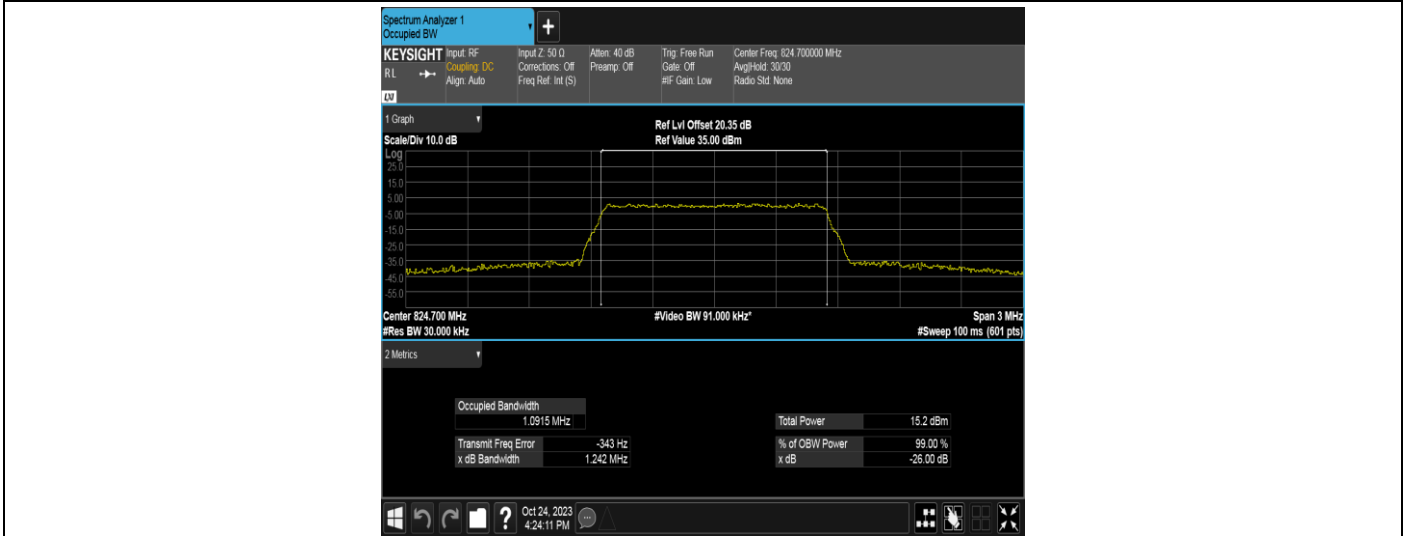 Spectrum Analyzer 1
Occupied BW
+
KEYSIGHT Input: RF Input Z: 50 Ω Atten: 40 dB Trig: Free Run Center Freq: 824.700000 MHz
RL Coupling: DC Corrections: Off Preamp: Off Gate: Off Avg|Hold: 30/30
Align: Auto Freq Ref: Int (S) #IF Gain: Low Radio Std: None
LXI
1 Graph Ref Lvl Offset 20.35 dB
Scale/Div 10.0 dB Ref Value 35.00 dBm
Log
25.0
15.0
5.00
-5.00
-15.0
-25.0
-35.0
-45.0
-55.0
Center 824.700 MHz #Video BW 91.000 kHz* Span 3 MHz
#Res BW 30.000 kHz #Sweep 100 ms (601 pts)
2 Metrics
Occupied Bandwidth
1.0915 MHz Total Power 15.2 dBm
Transmit Freq Error -343 Hz % of OBW Power 99.00 %
x dB Bandwidth 1.242 MHz x dB -26.00 dB
? Oct 24, 2023
4:24:11 PM